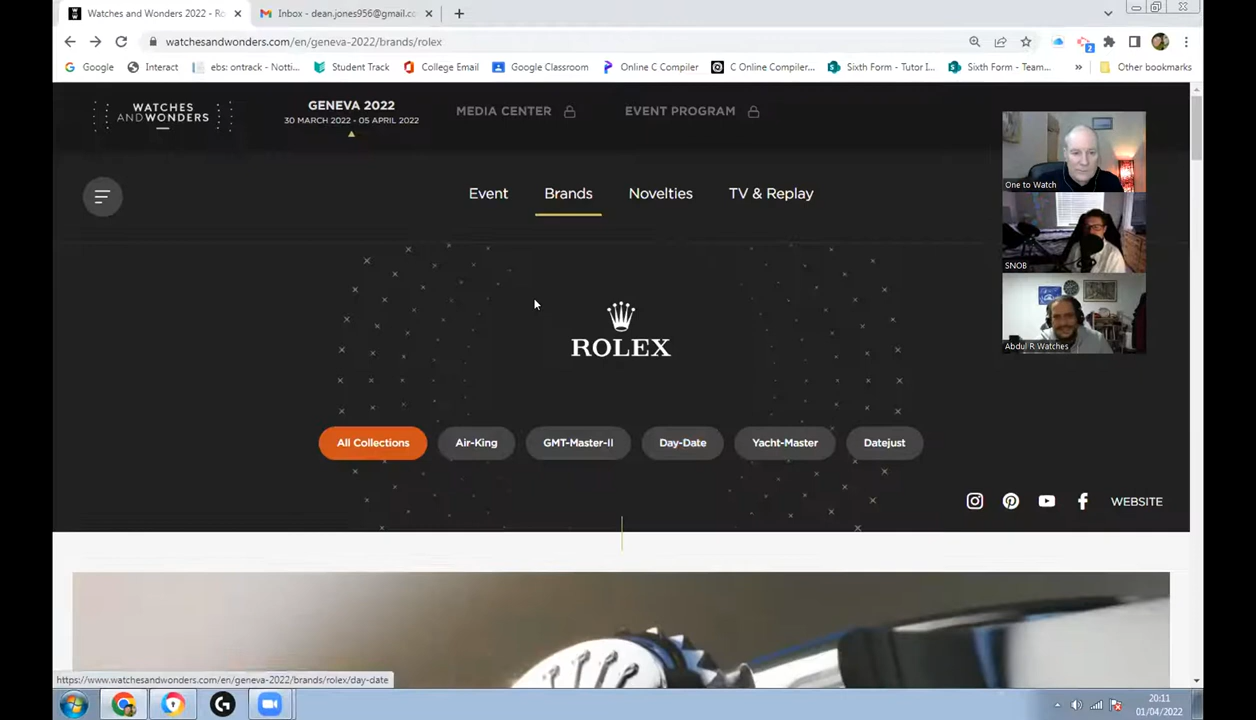 Watches and Wonders 2022 - Ro
Inbox - dean.jones956@gmail.co
watchesandwonders.com/en/geneva-2022/brands/rolex
2
Google
Interact
ebs: ontrack - Notti...
Student Track
College Email
Google Classroom
Online C Compiler
C Online Compiler...
Sixth Form - Tutor I...
Sixth Form - Team...
»
Other bookmarks
WATCHES
AND WONDERS
GENEVA 2022
30 MARCH 2022 - 05 APRIL 2022
MEDIA CENTER
EVENT PROGRAM
Event
Brands
Novelties
TV & Replay
One to Watch
SNOB
Abdul R Watches
ROLEX
All Collections
Air-King
GMT-Master-II
Day-Date
Yacht-Master
Datejust
WEBSITE
https://www.watchesandwonders.com/en/geneva-2022/brands/rolex/day-date
20:11
01/04/2022